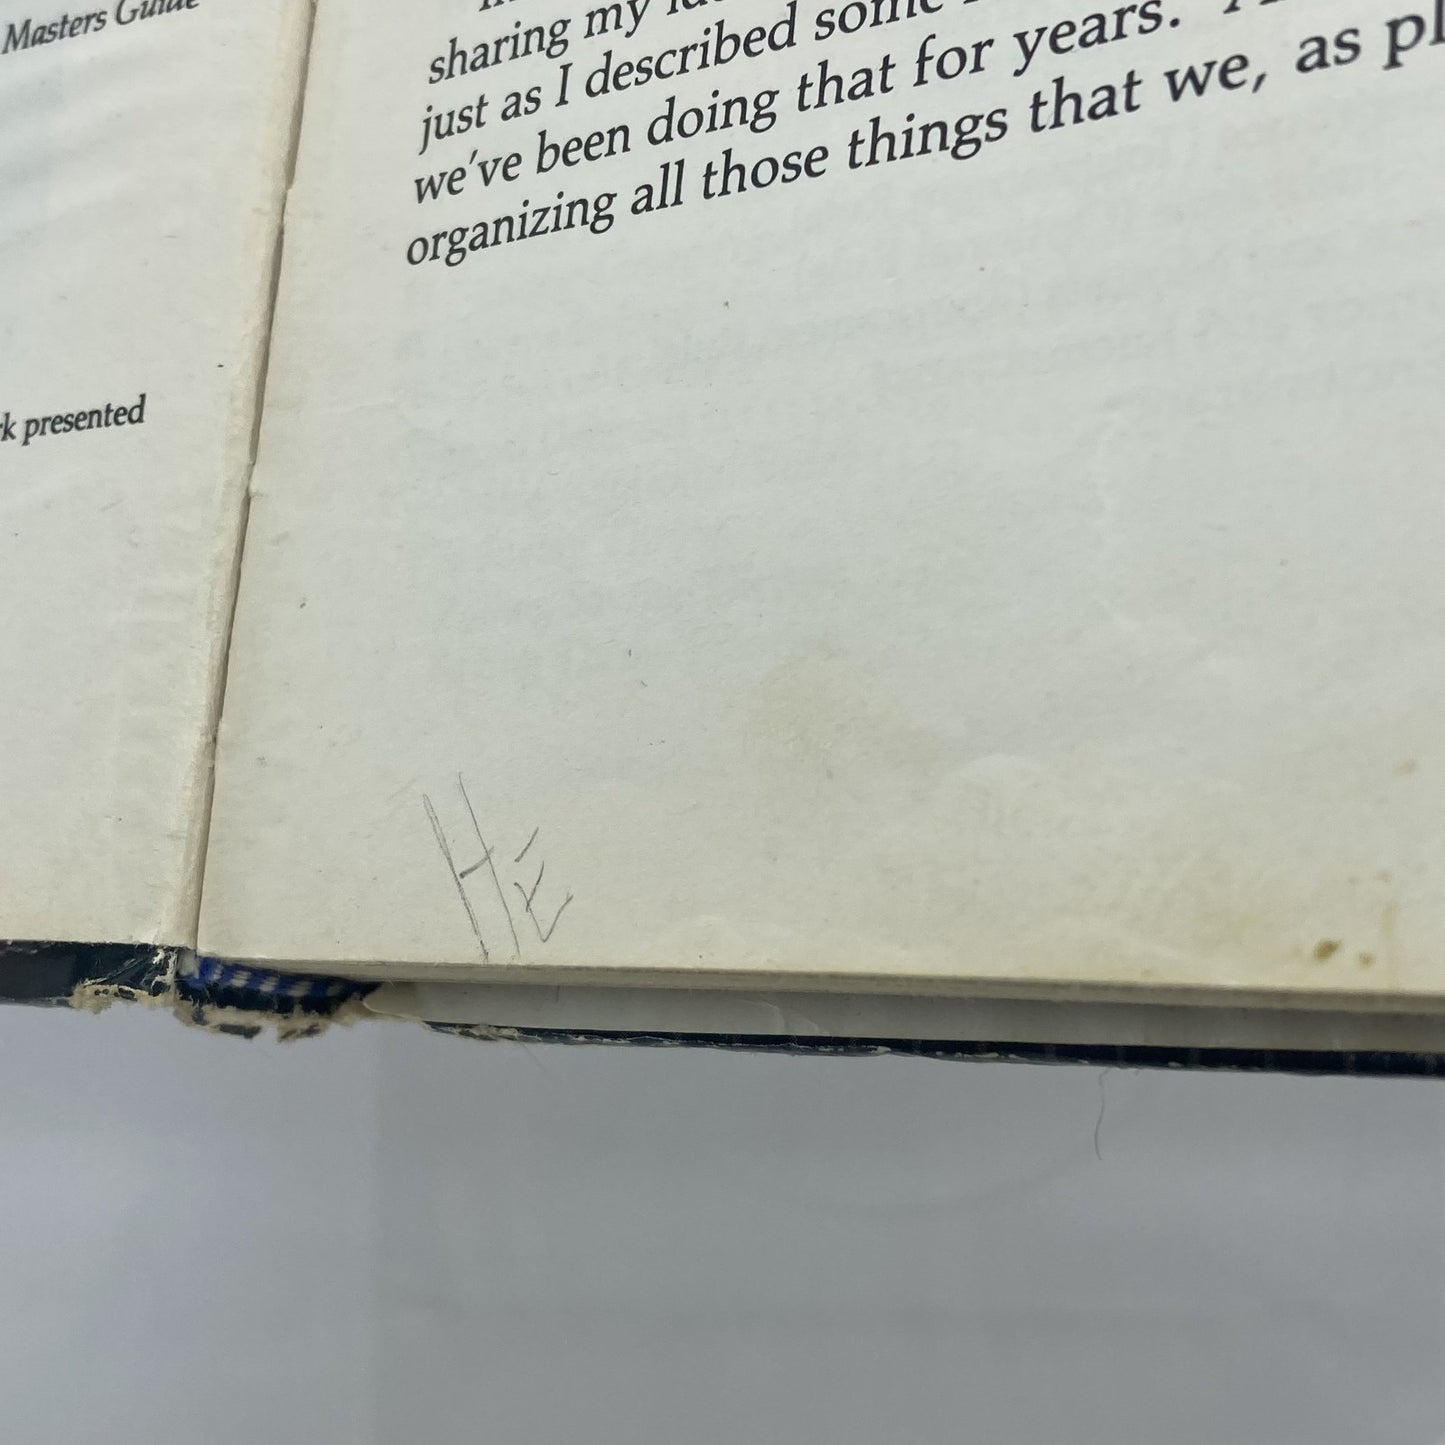 Masters Guide
k presented
sharing my
just as I described some
we've been doing that for years.
organizing all those things that we, as
HE